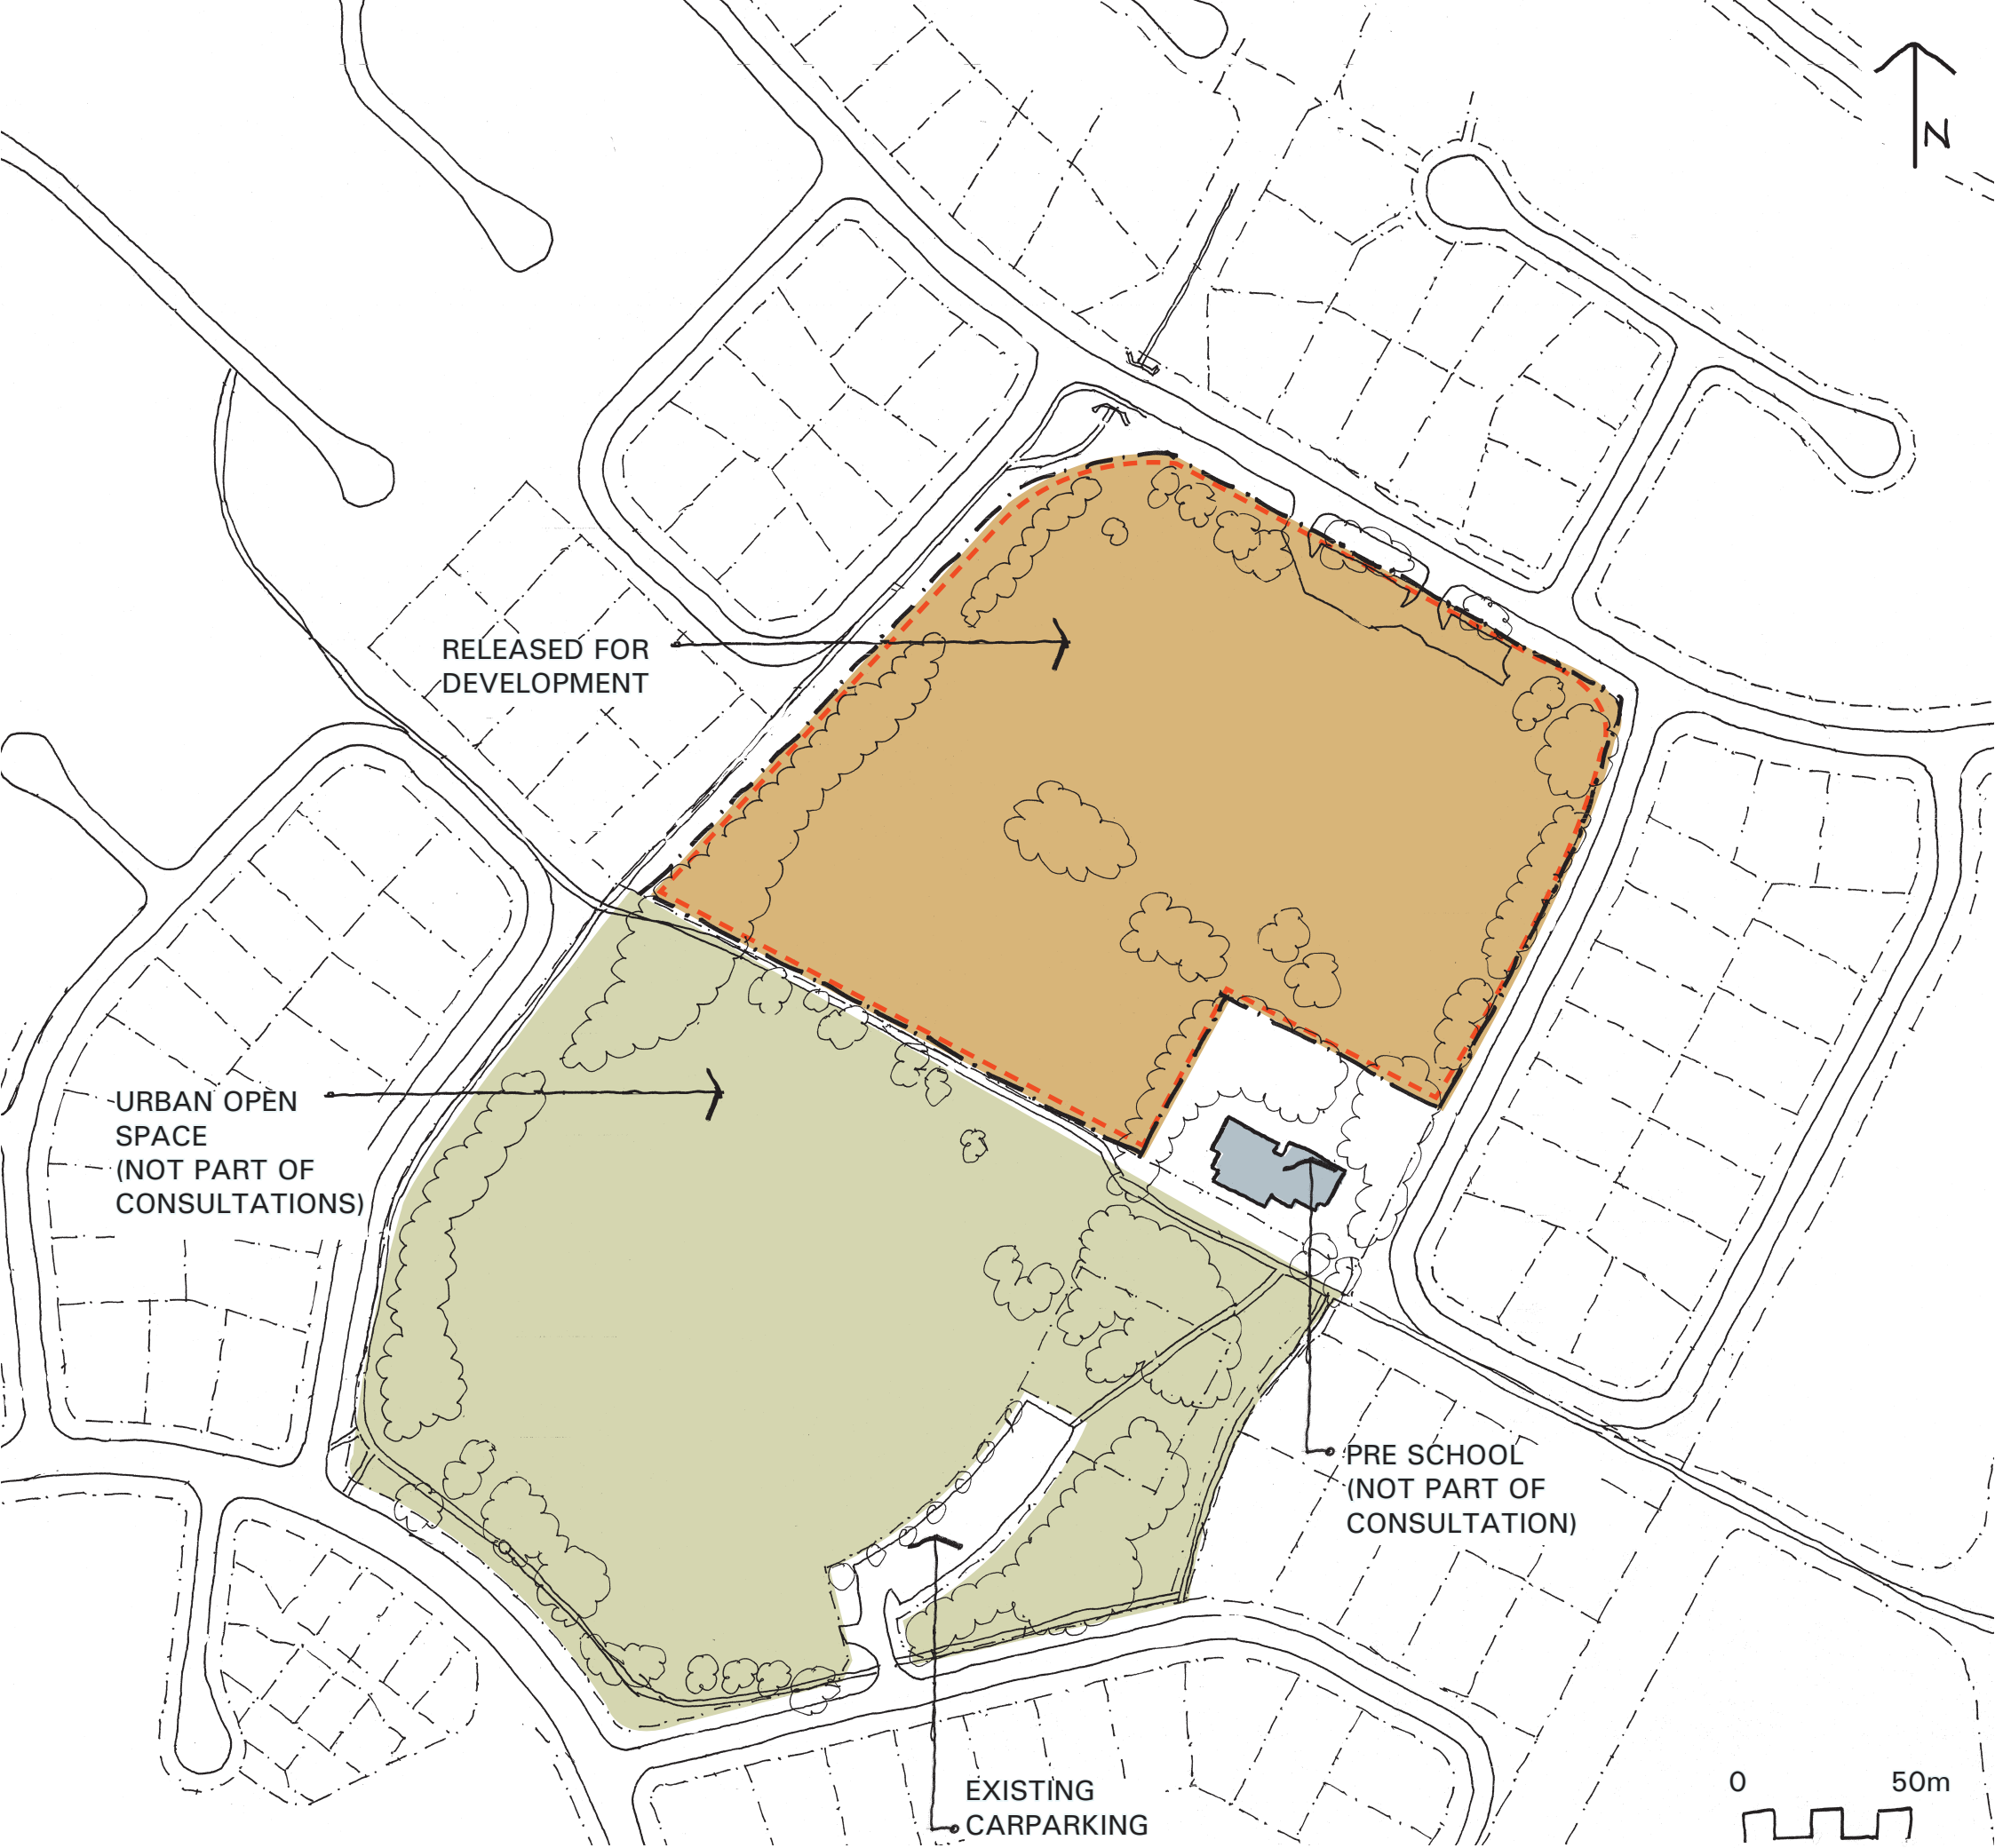 N
RELEASED FOR
DEVELOPMENT
URBAN OPEN
SPACE
(NOT PART OF
CONSULTATIONS)
PRE SCHOOL
(NOT PART OF
CONSULTATION)
EXISTING
CARPARKING
0 50m